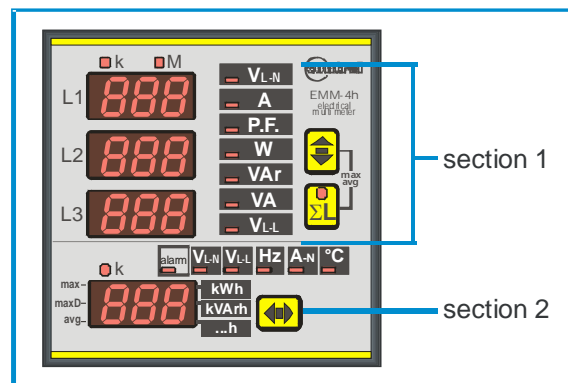 k M
VL-N
L1
A
EMM-4h
electrical
multi meter
P.F.
L2
W
section 1
VAr
max
avg
L3
VA
ΣL
VL-L
k
alarm VL-N VL-L Hz A-N °C
max
maxD
avg
kWh
kVArh
...h
section 2
888
888
888
888